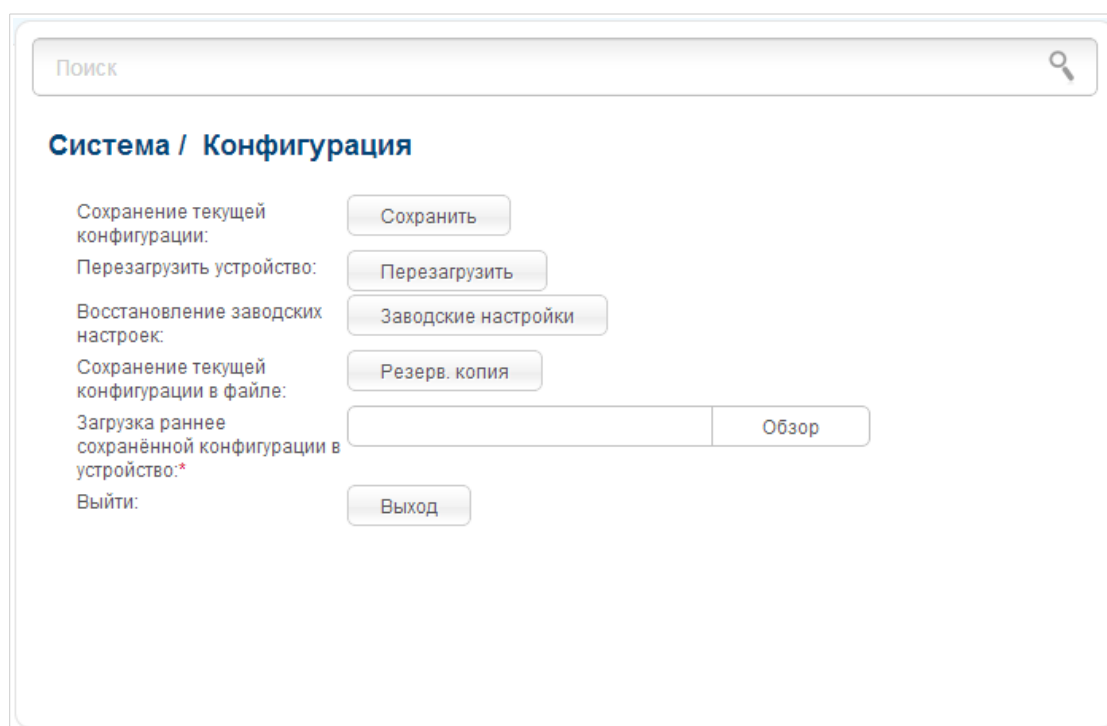 Поиск
Система / Конфигурация
Сохранение текущей
конфигурации:
Сохранить
Перезагрузить устройство:
Перезагрузить
Восстановление заводских
настроек:
Заводские настройки
Сохранение текущей
конфигурации в файле:
Резерв. копия
Загрузка раннее
сохранённой конфигурации в
устройство:*
Обзор
Выйти:
Выход